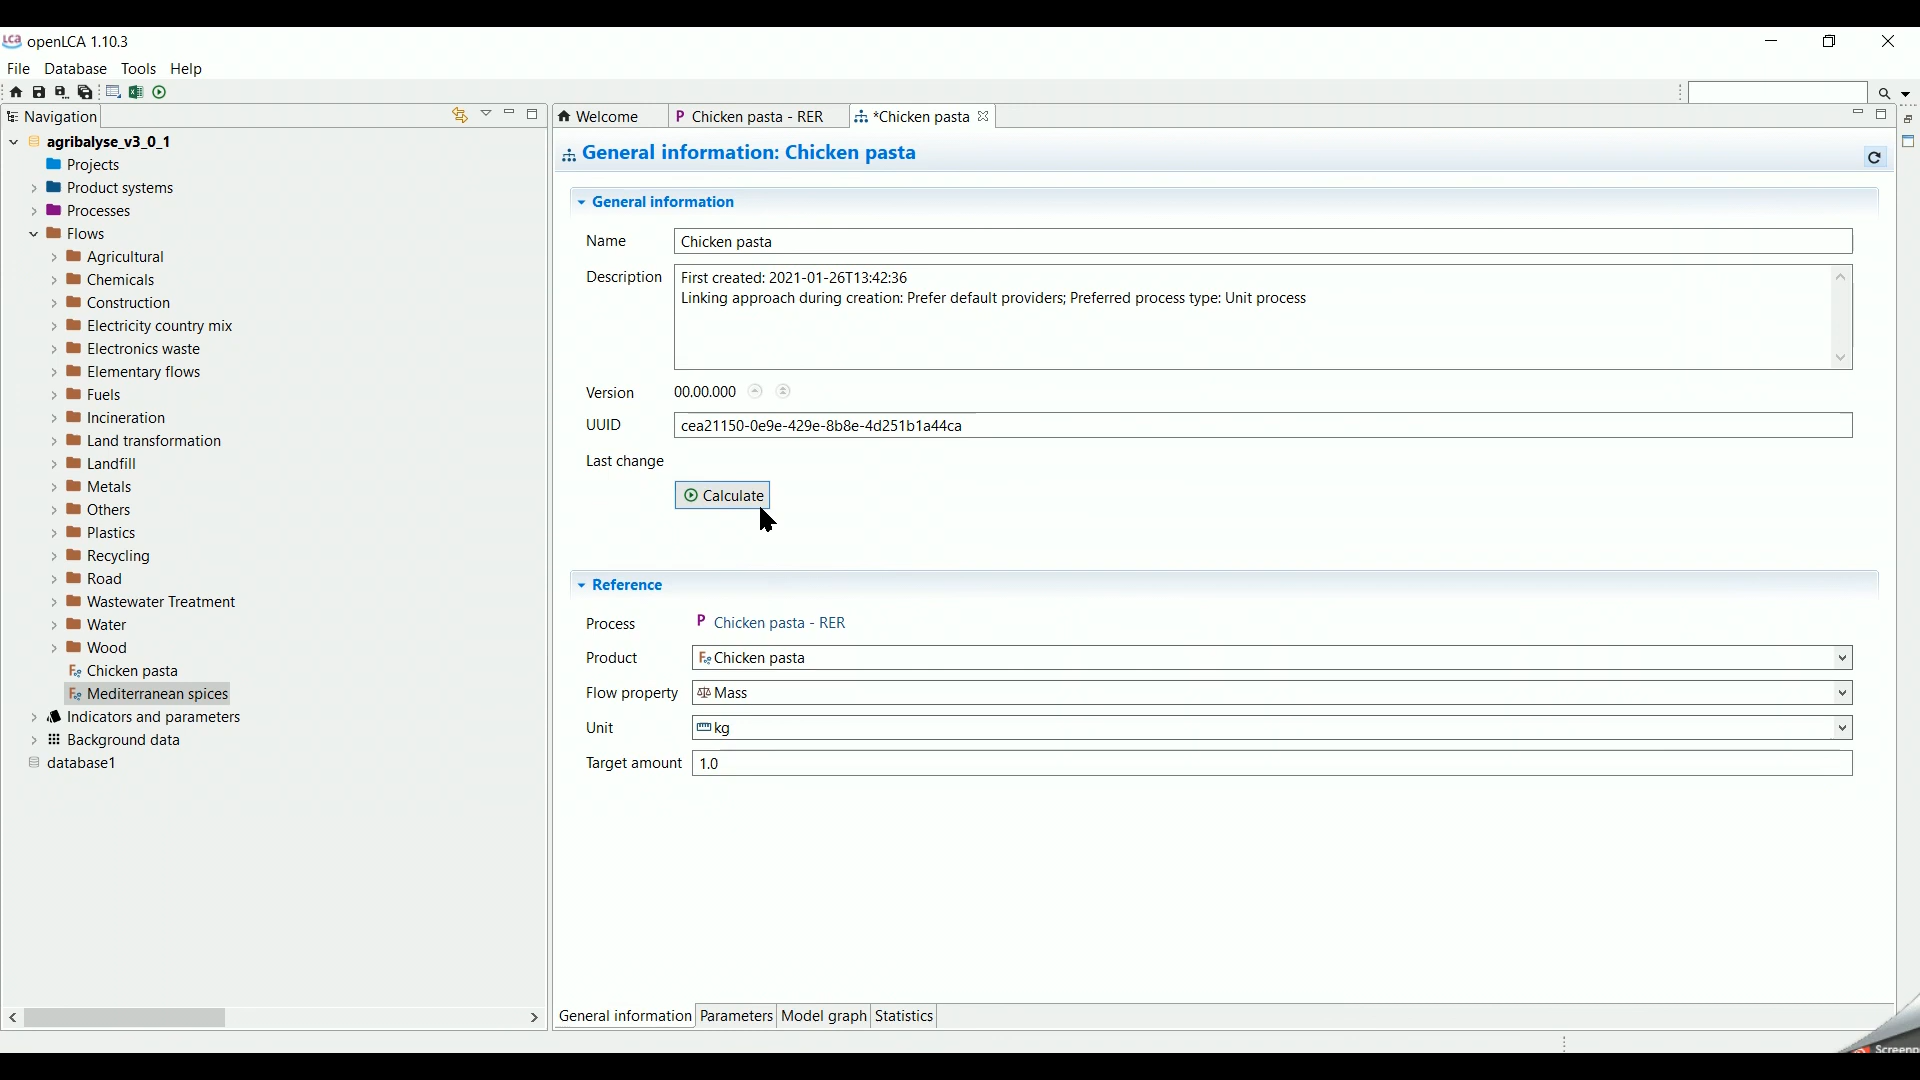 LCA openLCA 1.10.3
File Database Tools Help
Navigation
Welcome
P Chicken pasta - RER
*Chicken pasta
agribalyse_v3_0_1
Projects
Product systems
Processes
Flows
Agricultural
Chemicals
Construction
Electricity country mix
Electronics waste
Elementary flows
Fuels
Incineration
Land transformation
Landfill
Metals
Others
Plastics
Recycling
Road
Wastewater Treatment
Water
Wood
Chicken pasta
Mediterranean spices
Indicators and parameters
Background data
database1
General information: Chicken pasta
General information
Name Chicken pasta
Description First created: 2021-01-26T13:42:36
Linking approach during creation: Prefer default providers; Preferred process type: Unit process
Version 00.00.000
UUID cea21150-0e9e-429e-8b8e-4d251b1a44ca
Last change
Calculate
Reference
Process P Chicken pasta - RER
Product Chicken pasta
Flow property Mass
Unit kg
Target amount 1.0
General information Parameters Model graph Statistics